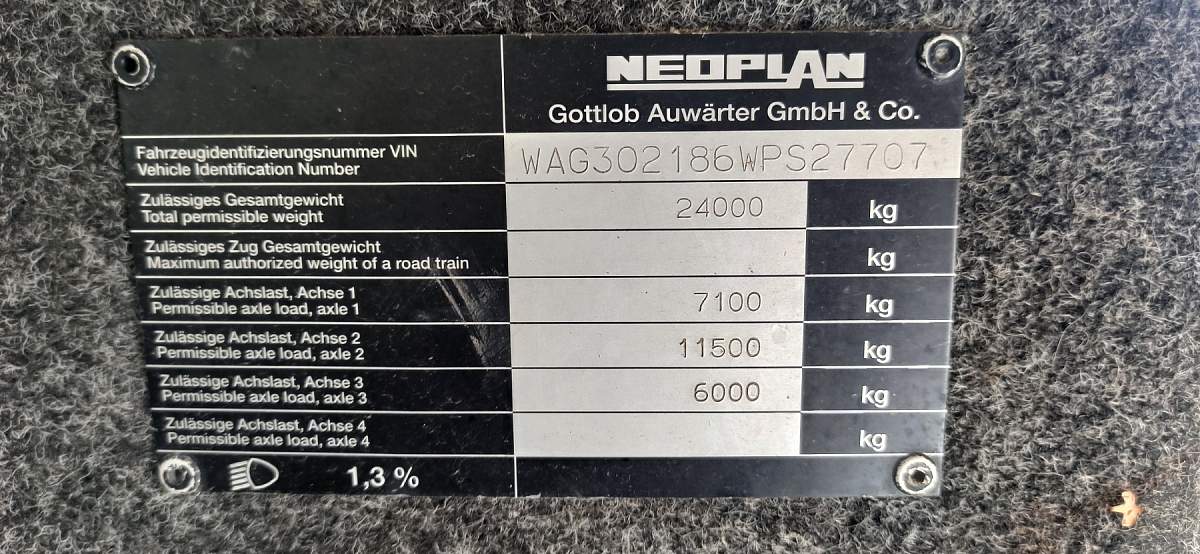 NEOPLAN
Gottlob Auwärter GmbH & Co.
Fahrzeugidentifizierungsnummer VIN
Vehicle Identification Number
WAG302186WPS27707
Zulässiges Gesamtgewicht
Total permissible weight
24000 kg
Zulässiges Zug Gesamtgewicht
Maximum authorized weight of a road train
kg
Zulässige Achslast, Achse 1
Permissible axle load, axle 1
7100 kg
Zulässige Achslast, Achse 2
Permissible axle load, axle 2
11500 kg
Zulässige Achslast, Achse 3
Permissible axle load, axle 3
6000 kg
Zulässige Achslast, Achse 4
Permissible axle load, axle 4
kg
1,3 %